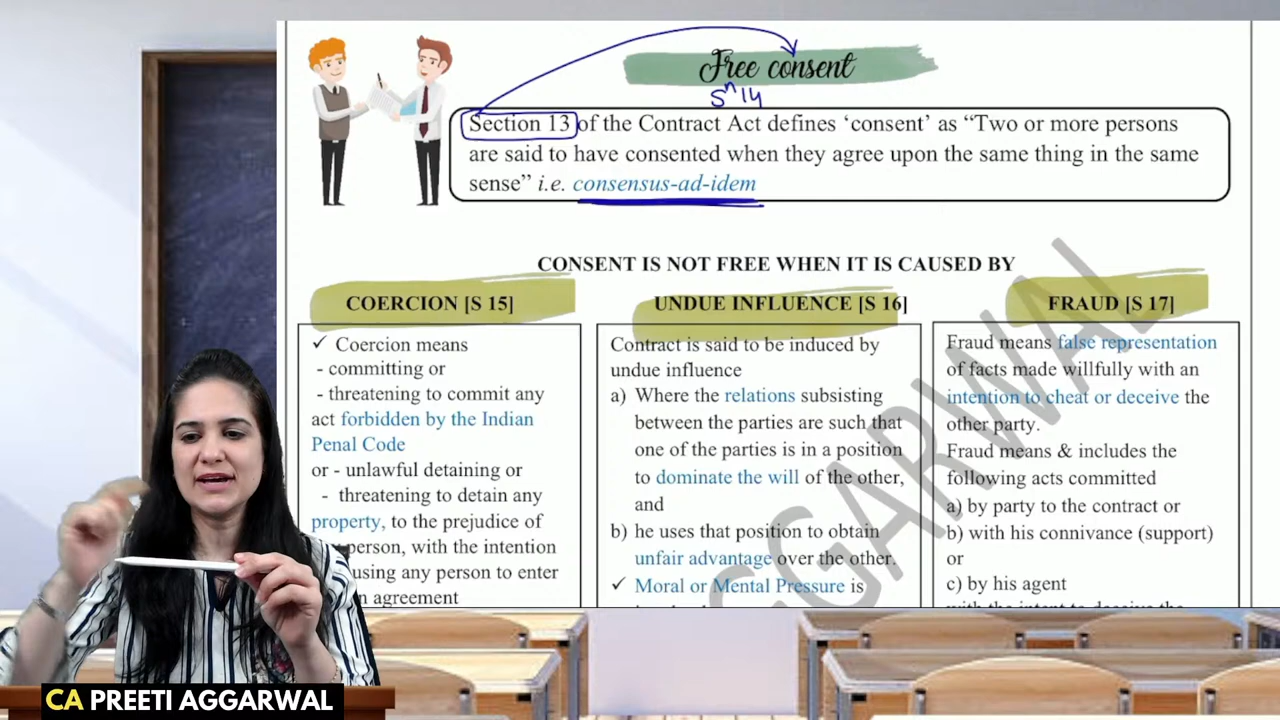 Free consent
Sn 14
Section 13 of the Contract Act defines ‘consent’ as “Two or more persons
are said to have consented when they agree upon the same thing in the same
sense” i.e. consensus-ad-idem
CONSENT IS NOT FREE WHEN IT IS CAUSED BY
COERCION [S 15]
✓ Coercion means
- committing or
- threatening to commit any
act forbidden by the Indian
Penal Code
or - unlawful detaining or
- threatening to detain any
property, to the prejudice of
person, with the intention
using any person to enter
agreement
UNDUE INFLUENCE [S 16]
Contract is said to be induced by
undue influence
a) Where the relations subsisting
between the parties are such that
one of the parties is in a position
to dominate the will of the other,
and
b) he uses that position to obtain
unfair advantage over the other.
✓ Moral or Mental Pressure is
FRAUD [S 17]
Fraud means false representation
of facts made willfully with an
intention to cheat or deceive the
other party.
Fraud means & includes the
following acts committed
a) by party to the contract or
b) with his connivance (support)
or
c) by his agent
GGARWAL
CA PREETI AGGARWAL